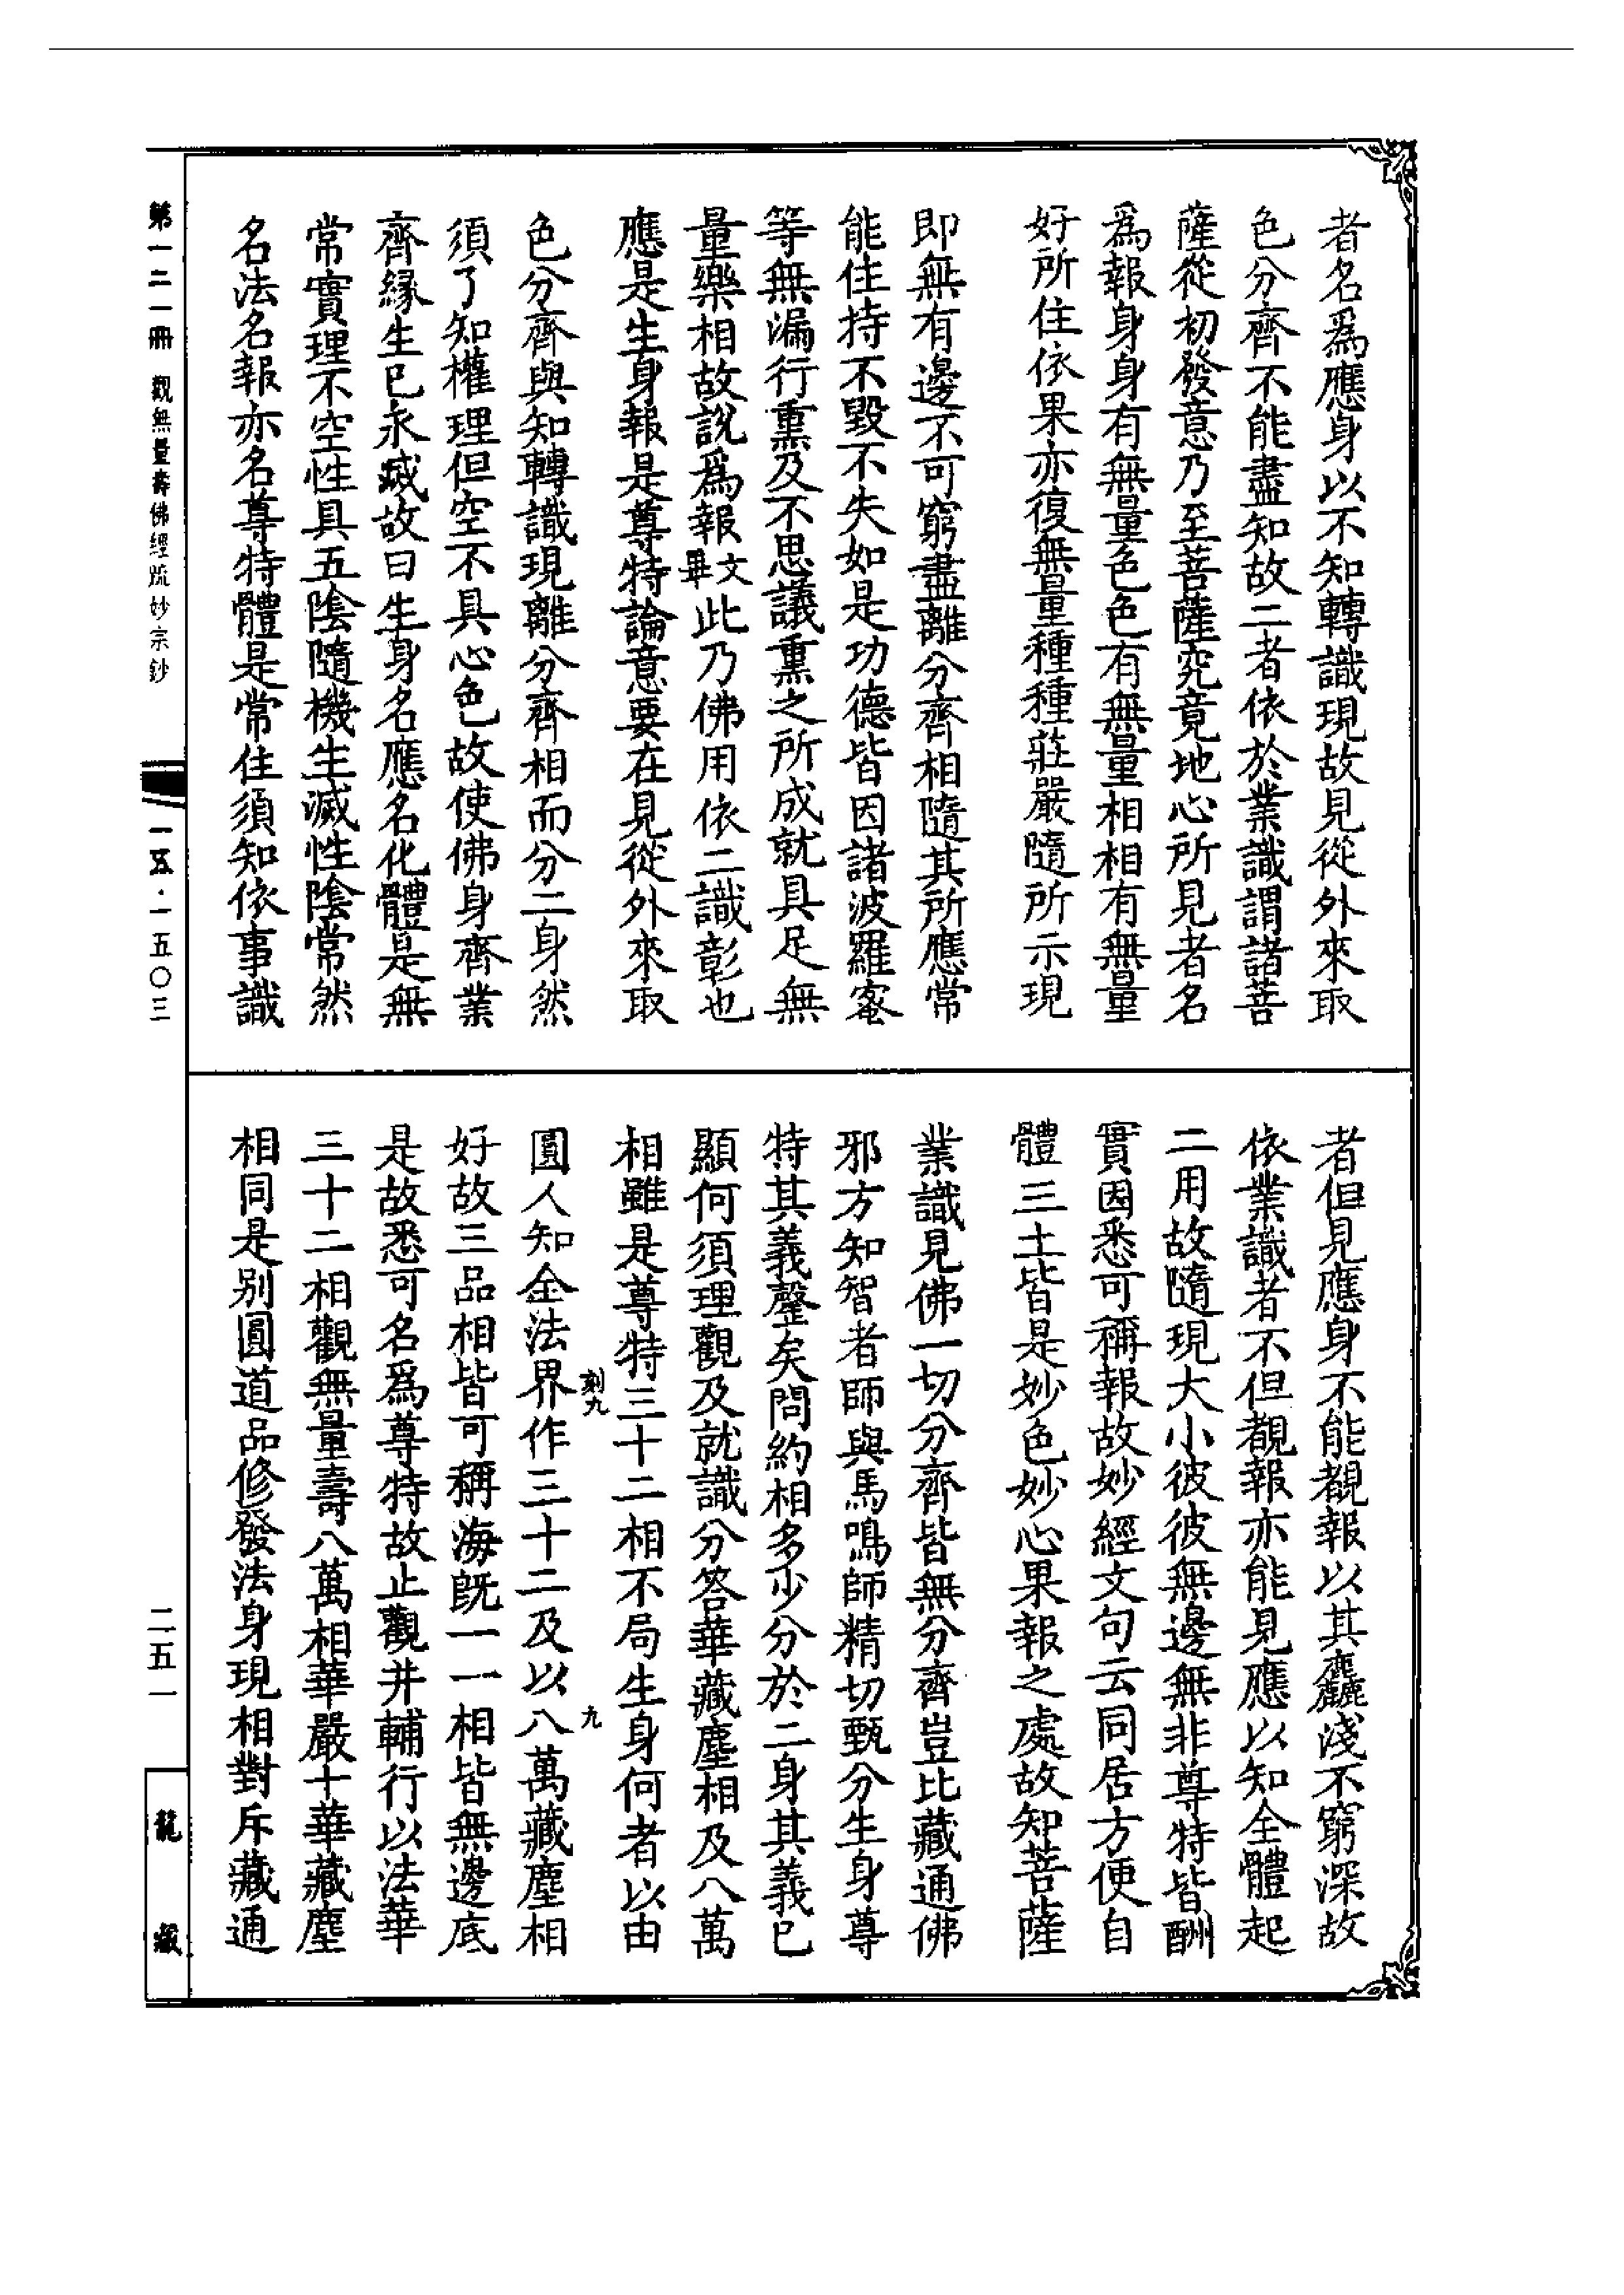 者名爲應身以不知轉識現故見從外來取
色分齊不能盡知故二者依於業識謂諸菩
薩從初發意乃至菩薩究竟地心所見者名
爲報身身有無量色色有無量相相有無量
好所住依果亦復無量種種莊嚴隨所示現
即無有邊不可窮盡離分齊相隨其所應常
能住持不毀不失如是功德皆因諸波羅蜜
等無漏行熏及不思議熏之所成就具足無
量樂相故說爲報文畢此乃佛用依二識彰也
應是生身報是尊特論意要在見從外來取
色分齊與知轉識現離分齊相而分二身然
須了知權理但空不具心色故使佛身齊業
齊緣生已永滅故曰生身名應名化體是無
常實理不空性具五陰隨機生滅性陰常然
名法名報亦名尊特體是常住須知依事識
者但見應身不能覩報以其麤淺不窮深故
依業識者不但覩報亦能見應以知全體起
二用故隨現大小彼彼無邊無非尊特皆酬
實因悉可稱報故妙經文句云同居方便自
體三土皆是妙色妙心果報之處故知菩薩
業識見佛一切分齊皆無分齊豈比藏通佛
邪方知智者師與馬鳴師精切甄分生身尊
特其義罄矣問約相多少分於二身其義已
顯何須理觀及就識分答華藏塵相及八萬
相雖是尊特三十二相不局生身何者以由
圓人知全法界作三十二及以八萬藏塵相
刻九
九
好故三品相皆可稱海既一一相皆無邊底
是故悉可名爲尊特故止觀并輔行以法華
三十二相觀無量壽八萬相華嚴十華藏塵
相同是別圓道品修發法身現相對斥藏通
第一二一冊 觀無量壽佛經疏妙宗鈔
一五·一五〇三
二五一
龍藏